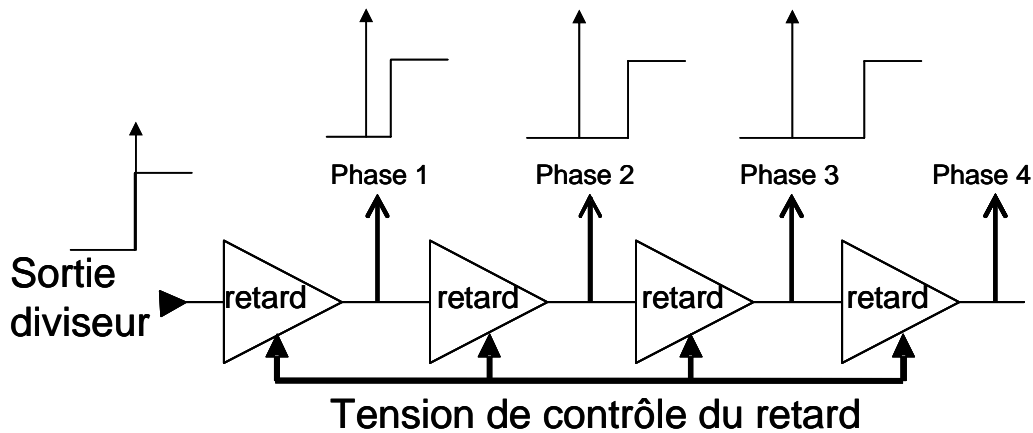 Phase 1
Phase 2
Phase 3
Phase 4
Sortie
diviseur
retard
retard
retard
retard
Tension de contrôle du retard